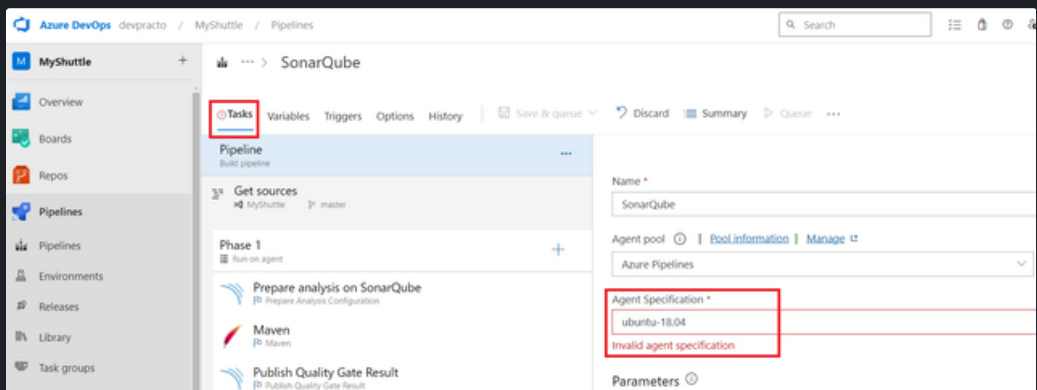 Azure DevOps devpracto / MyShuttle / Pipelines Search
M MyShuttle +
SonarQube
Overview
Boards
Repos
Pipelines
Pipelines
Environments
Releases
Library
Task groups
Tasks Variables Triggers Options History Save & queue Discard Summary Queue ...
Pipeline ...
Build pipeline
Get sources
MyShuttle master
Phase 1 +
Run on agent
Prepare analysis on SonarQube
Prepare Analysis Configuration
Maven
Maven
Publish Quality Gate Result
Publish Quality Gate Result
Name *
SonarQube
Agent pool | Pool information | Manage
Azure Pipelines
Agent Specification *
ubuntu-18.04
Invalid agent specification
Parameters